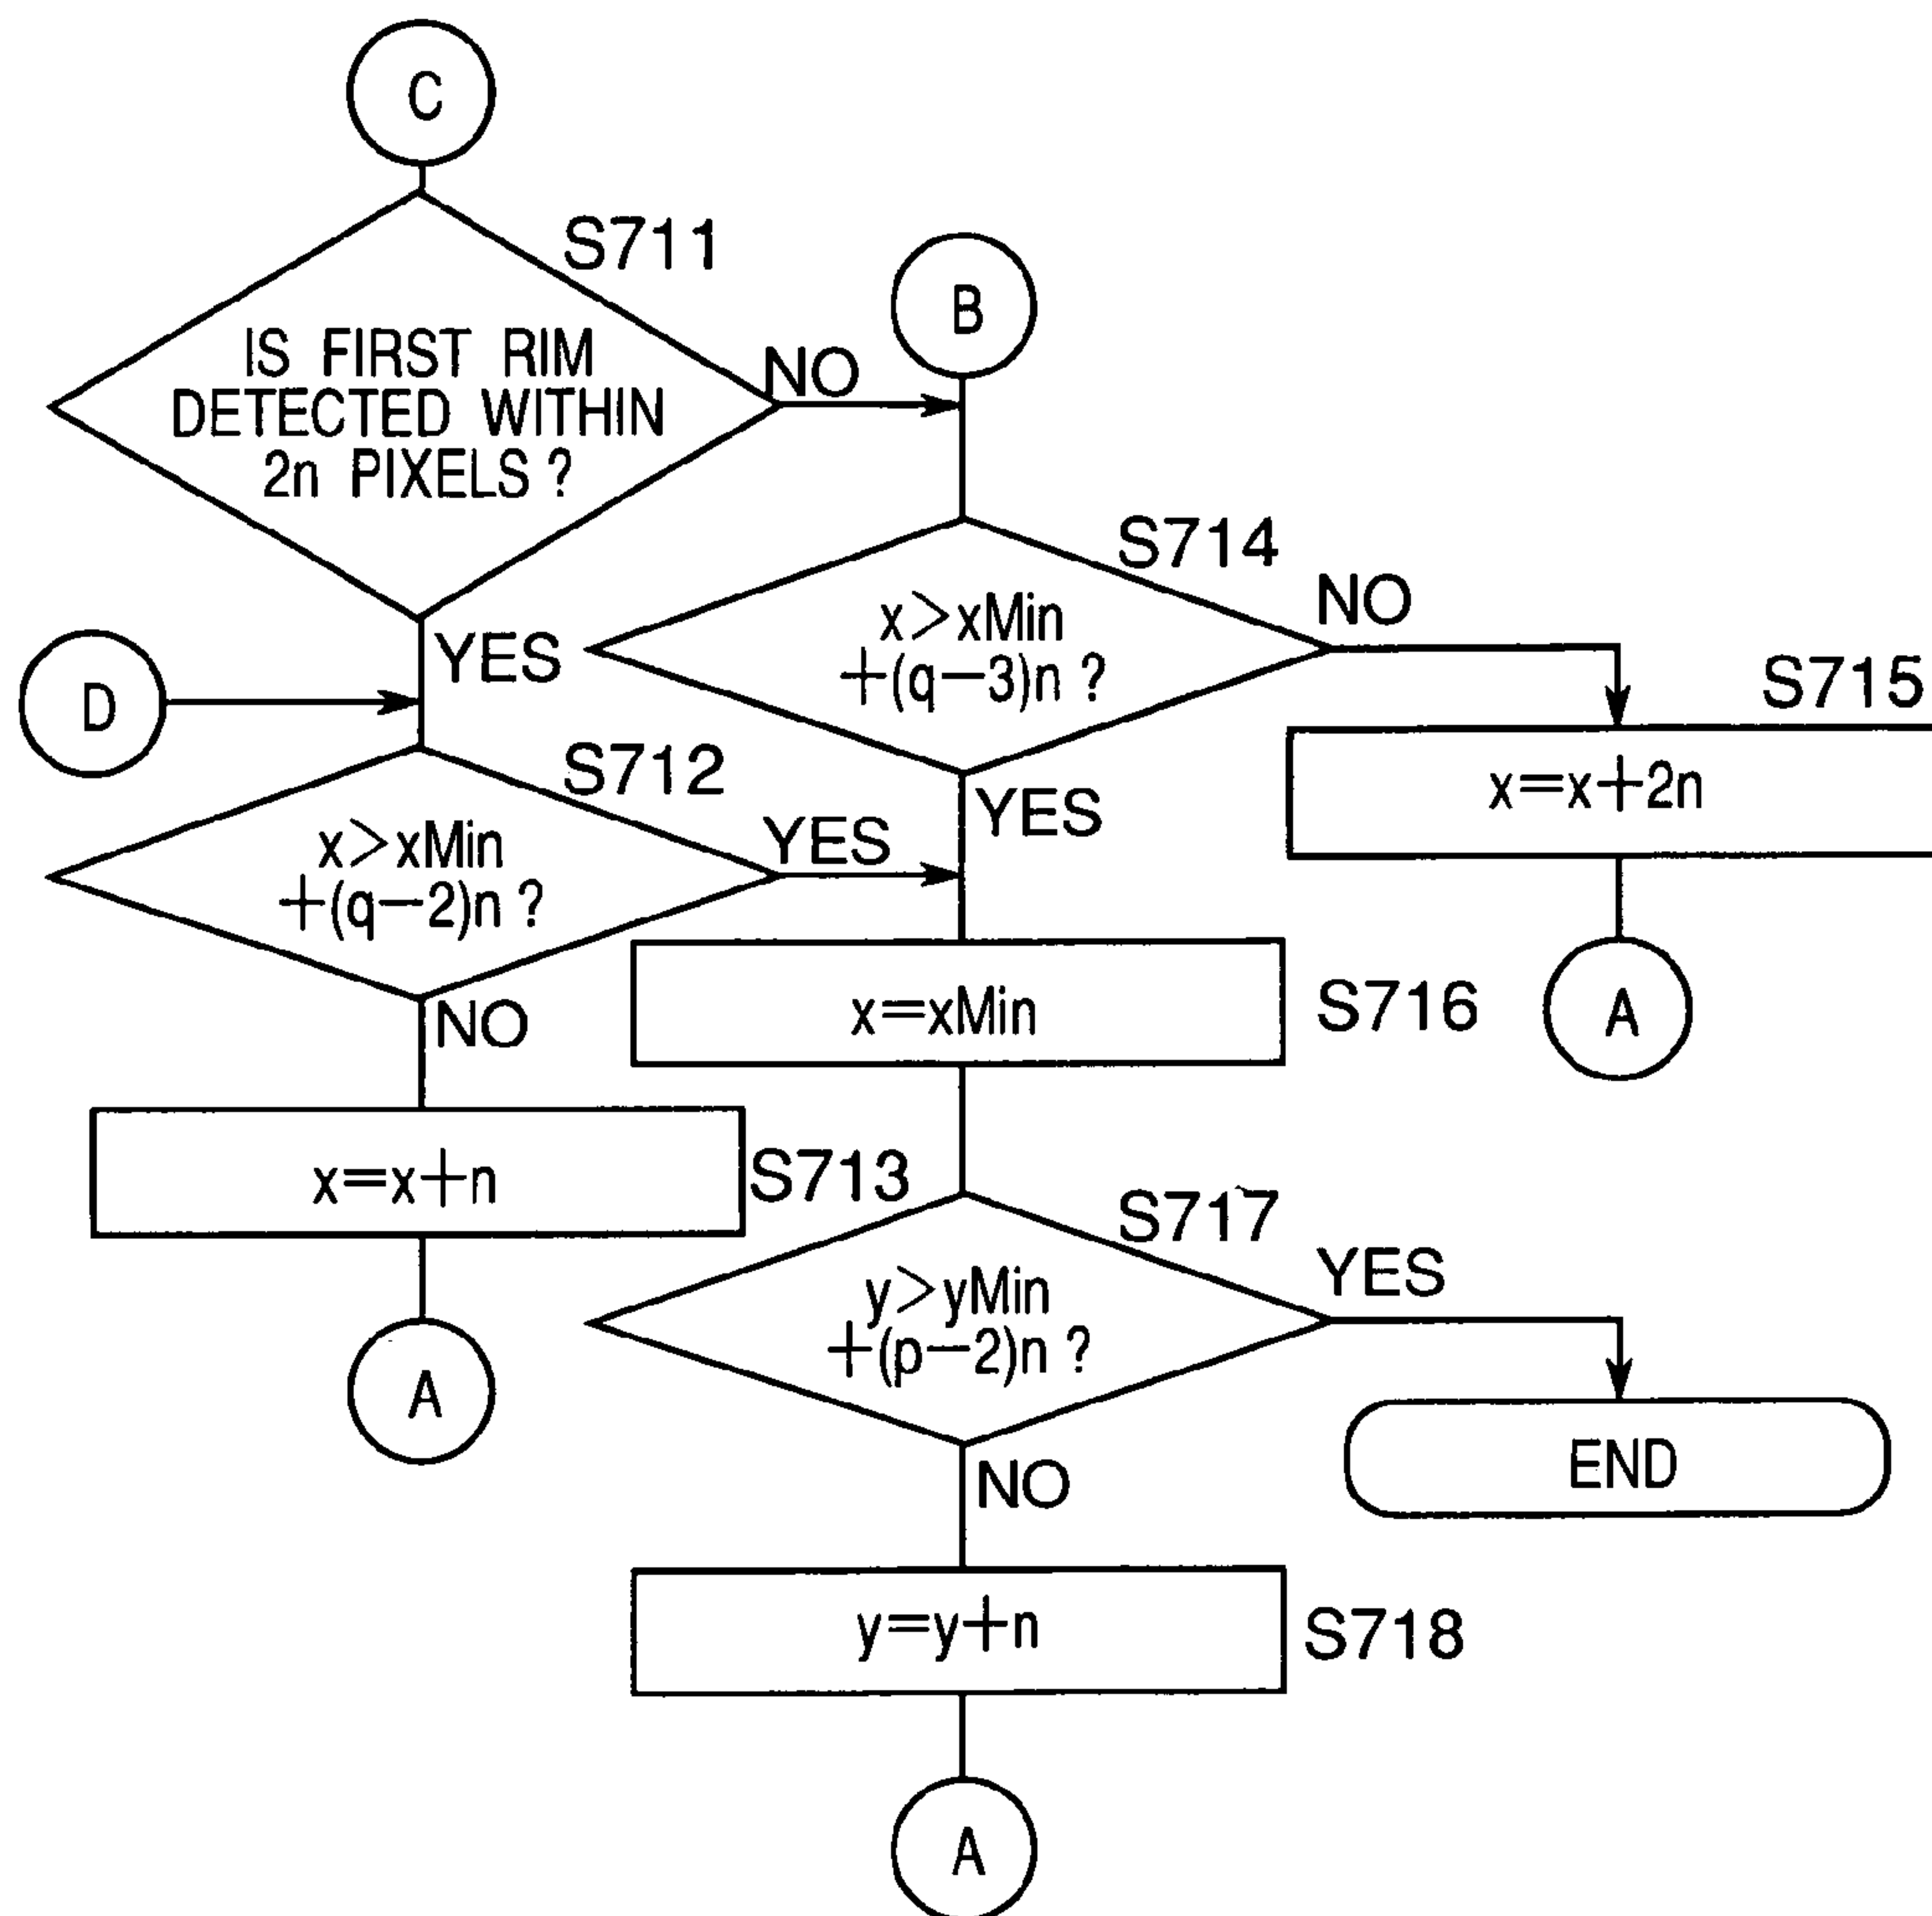 C
S711
IS FIRST RIM
DETECTED WITHIN
2n PIXELS ?
NO
B
YES
D
S714
x>xMin
+(q−3)n ?
NO
S715
x=x+2n
A
S712
x>xMin
+(q−2)n ?
YES
YES
NO
x=xMin
S716
x=x+n
S713
A
S717
y>yMin
+(p−2)n ?
YES
END
NO
y=y+n
S718
A